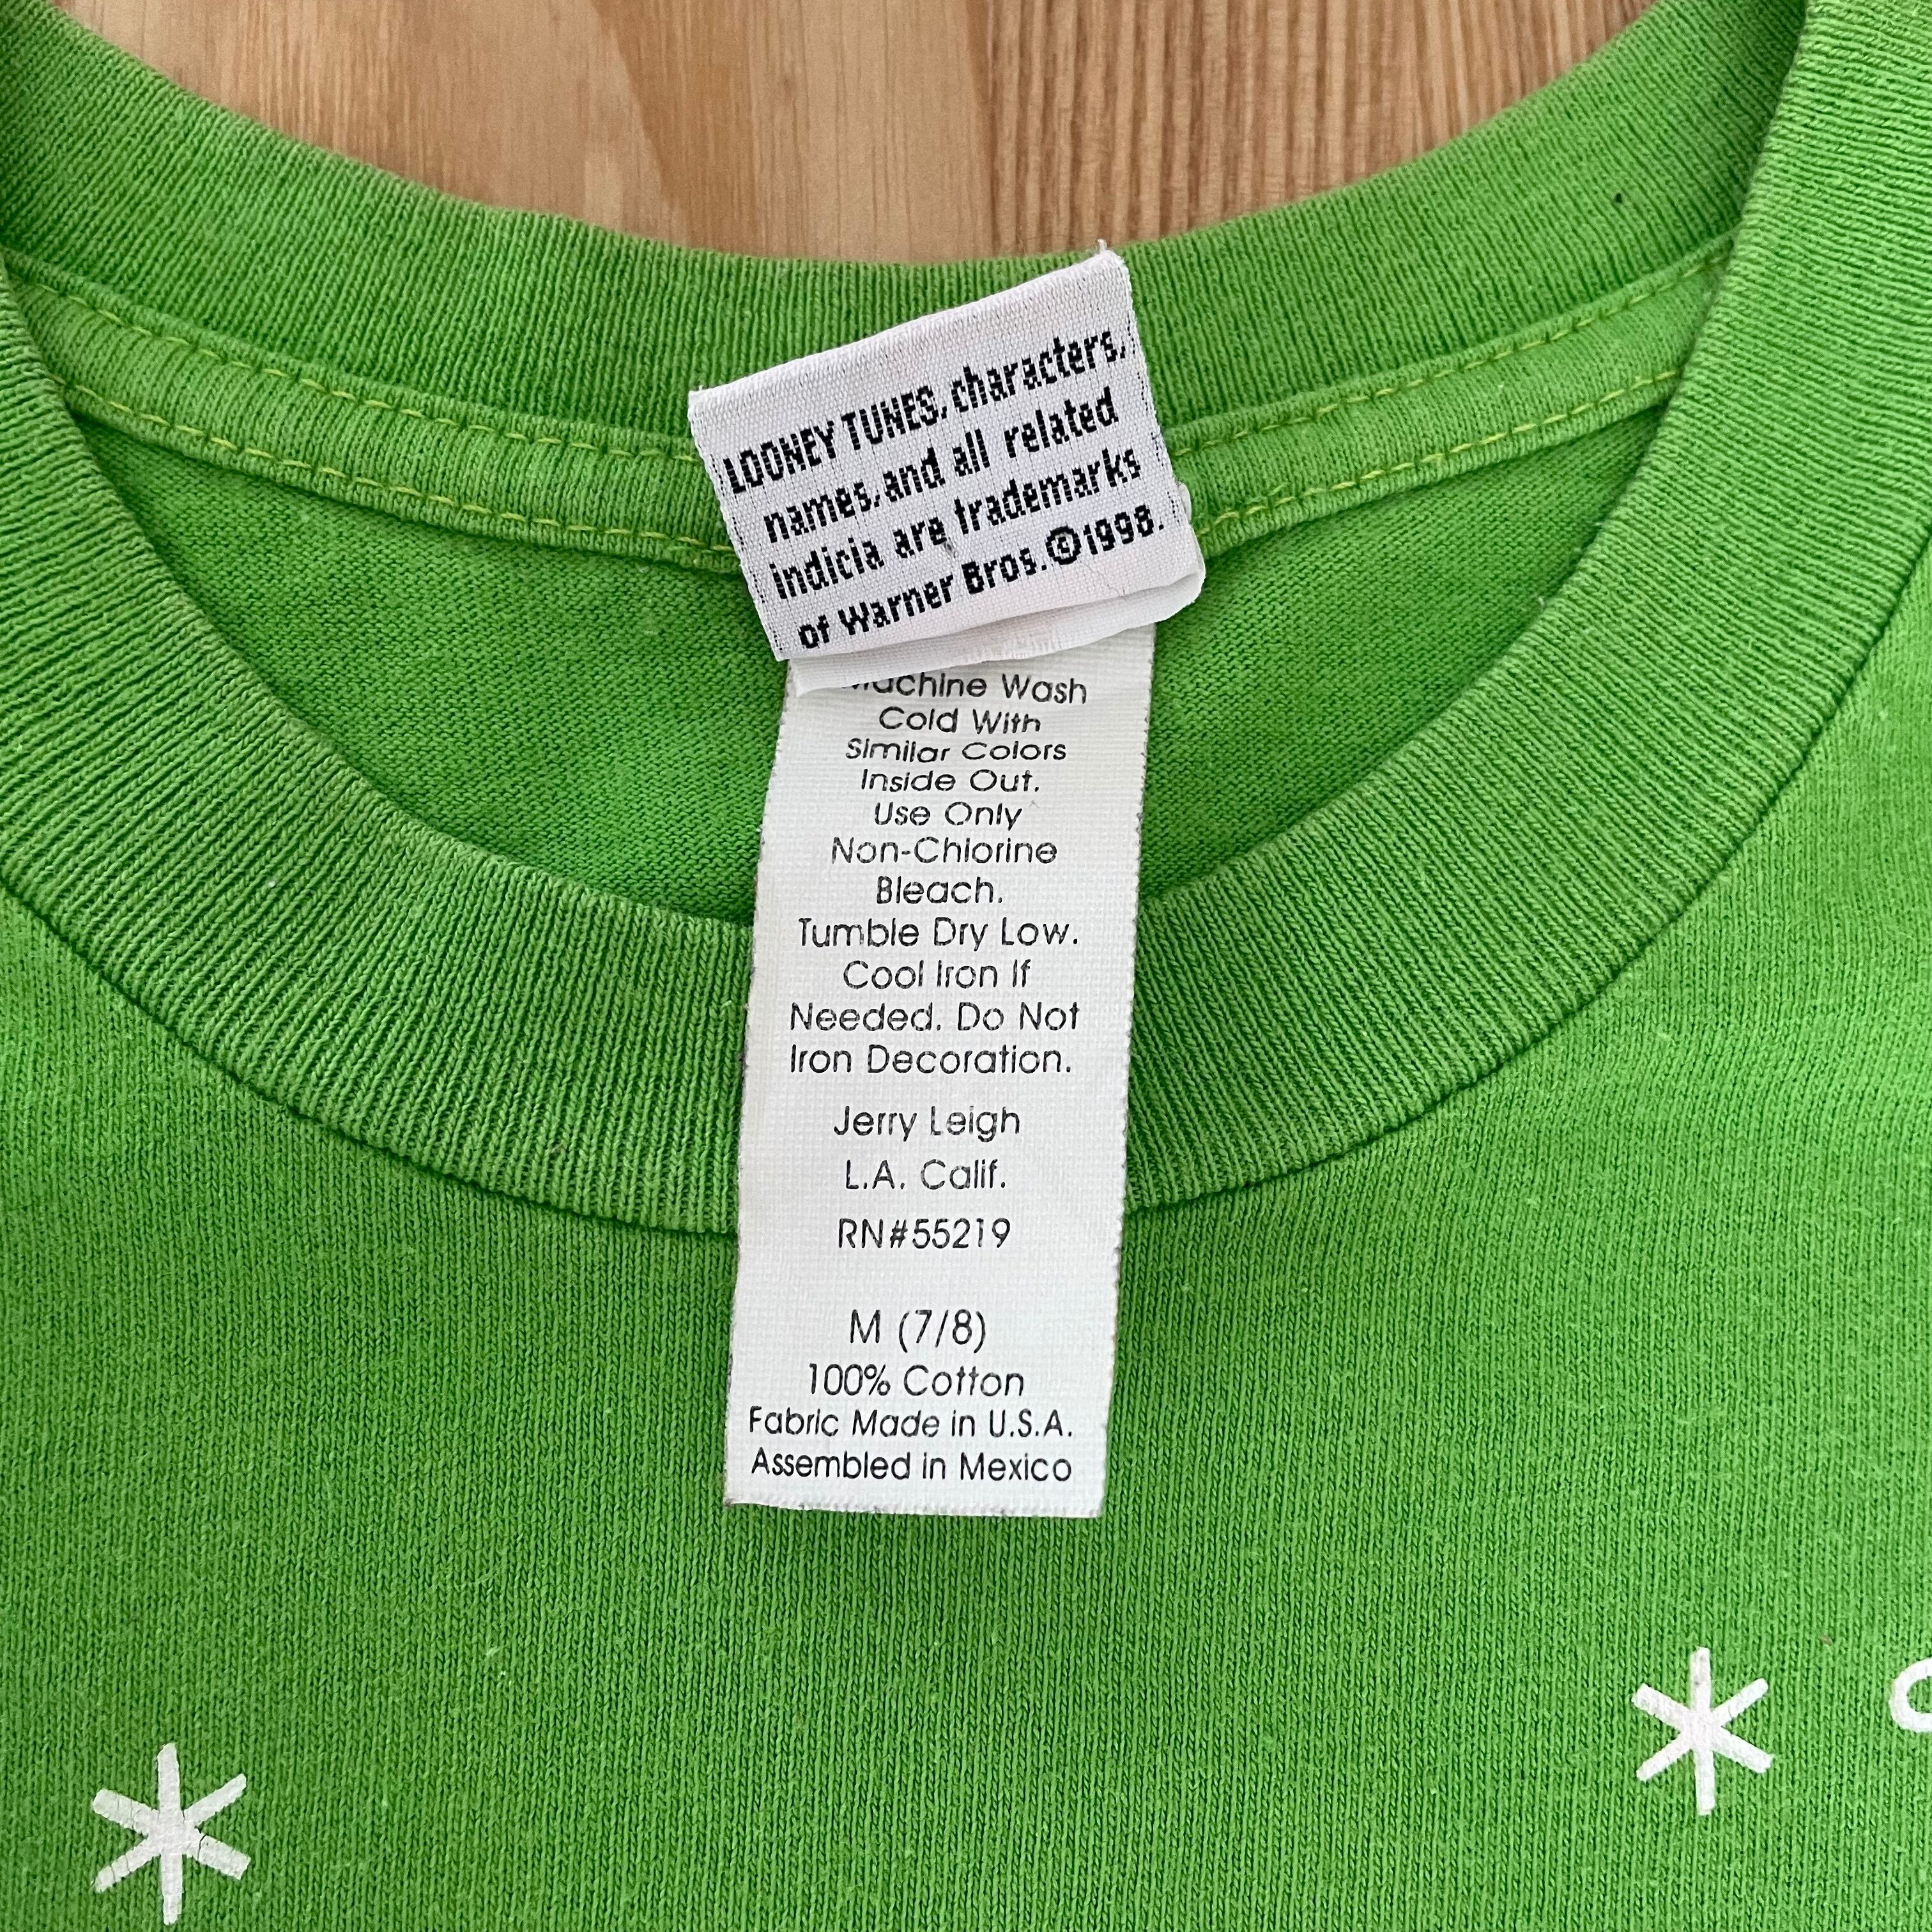 LOONEY TUNES, characters,
names, and all related
indicia are trademarks
of Warner Bros. ©1998.
Machine Wash
Cold With
Similar Colors
Inside Out.
Use Only
Non-Chlorine
Bleach.
Tumble Dry Low.
Cool Iron If
Needed. Do Not
Iron Decoration.
Jerry Leigh
L.A. Calif.
RN#55219
M (7/8)
100% Cotton
Fabric Made in U.S.A.
Assembled in Mexico